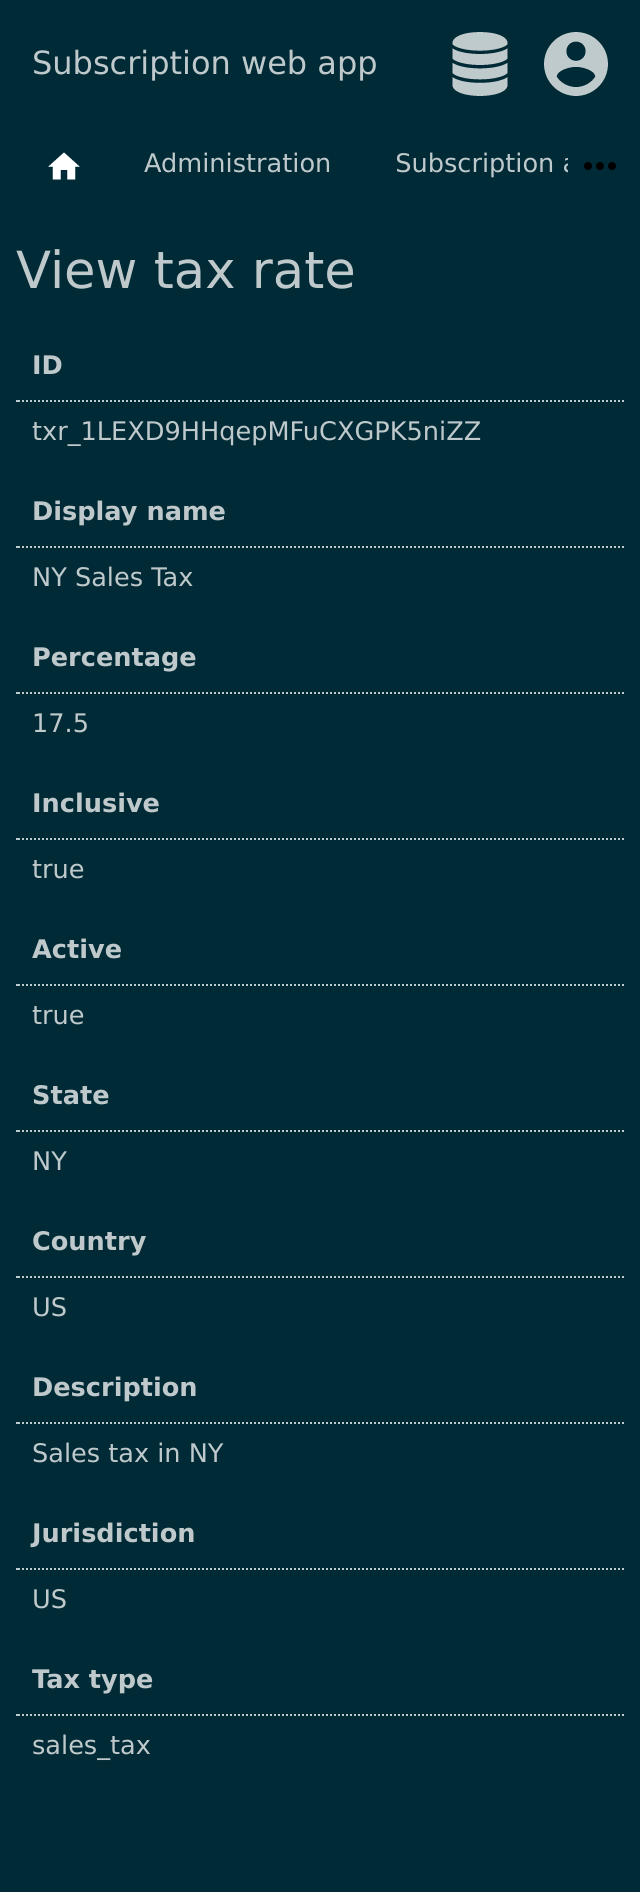 Subscription web app
Administration
Subscription
View tax rate
ID
txr_1LEXD9HHqepMFuCXGPK5niZZ
Display name
NY Sales Tax
Percentage
17.5
Inclusive
true
Active
true
State
NY
Country
US
Description
Sales tax in NY
Jurisdiction
US
Tax type
sales_tax